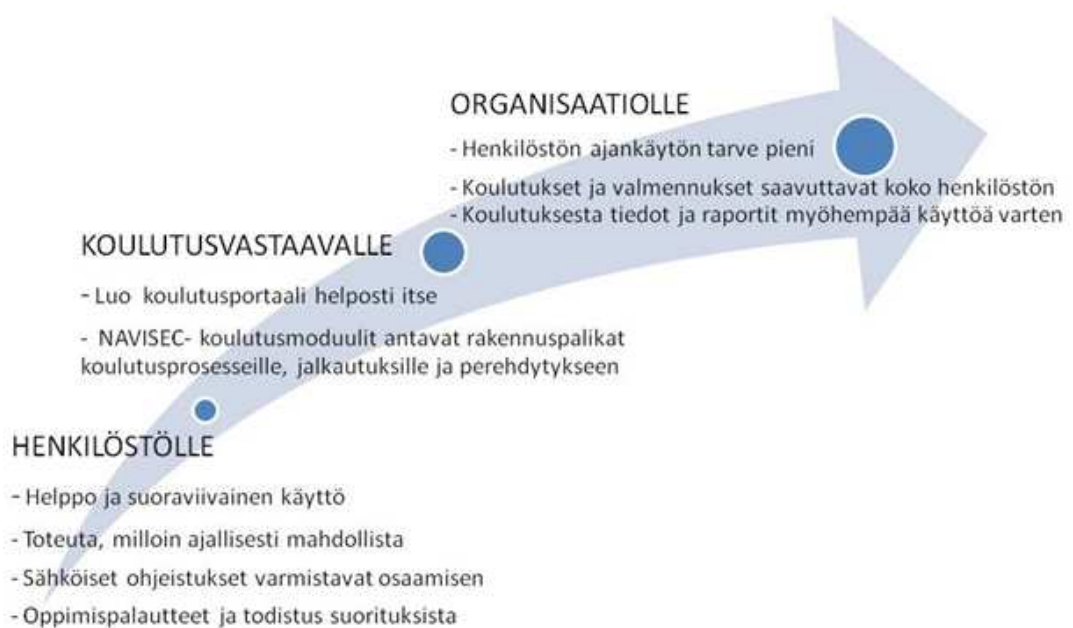 ORGANISAATIOLLE
- Henkilöstön ajankäytön tarve pieni
- Koulutukset ja valmennukset saavuttavat koko henkilöstön
- Koulutuksesta tiedot ja raportit myöhempää käyttöä varten
KOULUTUSVASTAAVALLE
- Luo koulutusportaali helposti itse
- NAVISEC- koulutusmoduulit antavat rakennuspalikat
koulutusprosesseille, jalkautuksille ja perehdytykseen
HENKILÖSTÖLLE
- Helppo ja suoraviivainen käyttö
- Toteuta, milloin ajallisesti mahdollista
- Sähköiset ohjeistukset varmistavat osaamisen
- Oppimispalautteet ja todistus suorituksista